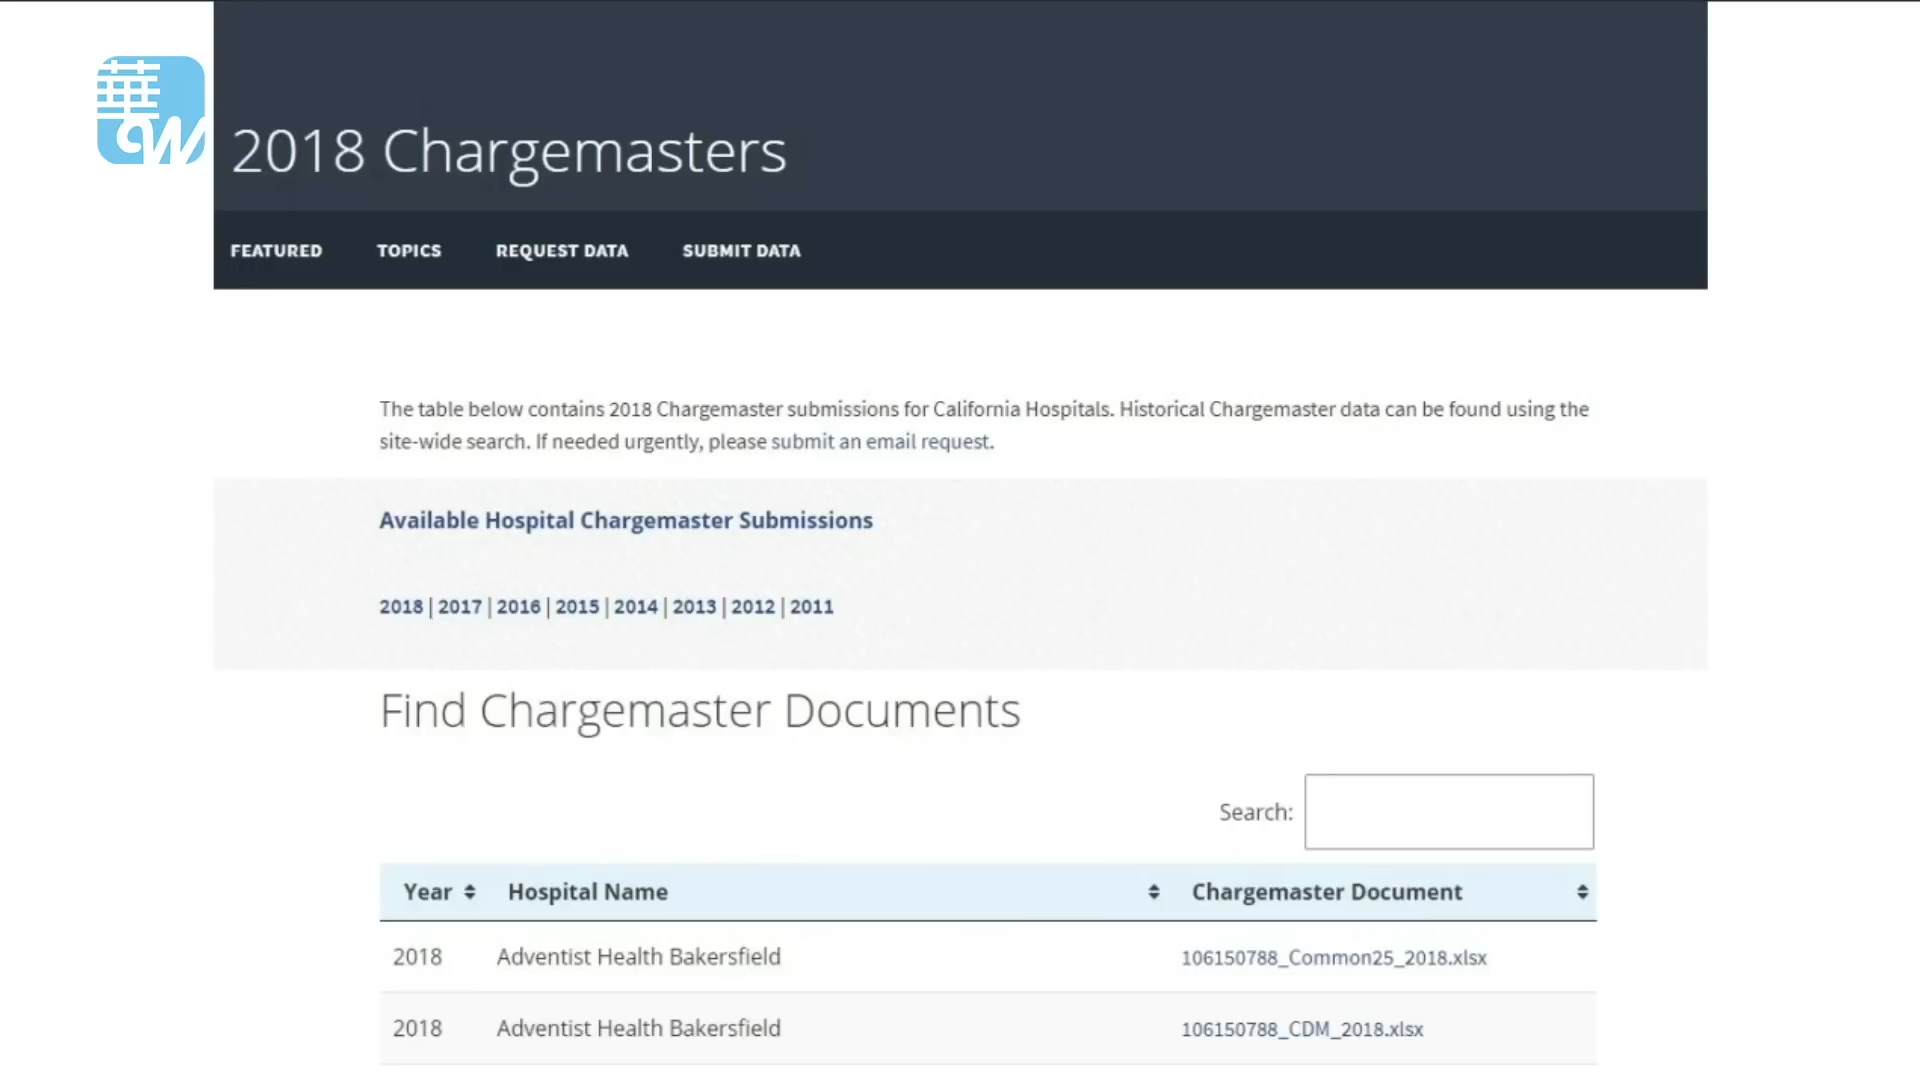 華
CW
2018 Chargemasters
FEATURED TOPICS REQUEST DATA SUBMIT DATA
The table below contains 2018 Chargemaster submissions for California Hospitals. Historical Chargemaster data can be found using the
site-wide search. If needed urgently, please submit an email request.
Available Hospital Chargemaster Submissions
2018 | 2017 | 2016 | 2015 | 2014 | 2013 | 2012 | 2011
Find Chargemaster Documents
Search:
Year Hospital Name Chargemaster Document
2018 Adventist Health Bakersfield 106150788_Common25_2018.xlsx
2018 Adventist Health Bakersfield 106150788_CDM_2018.xlsx